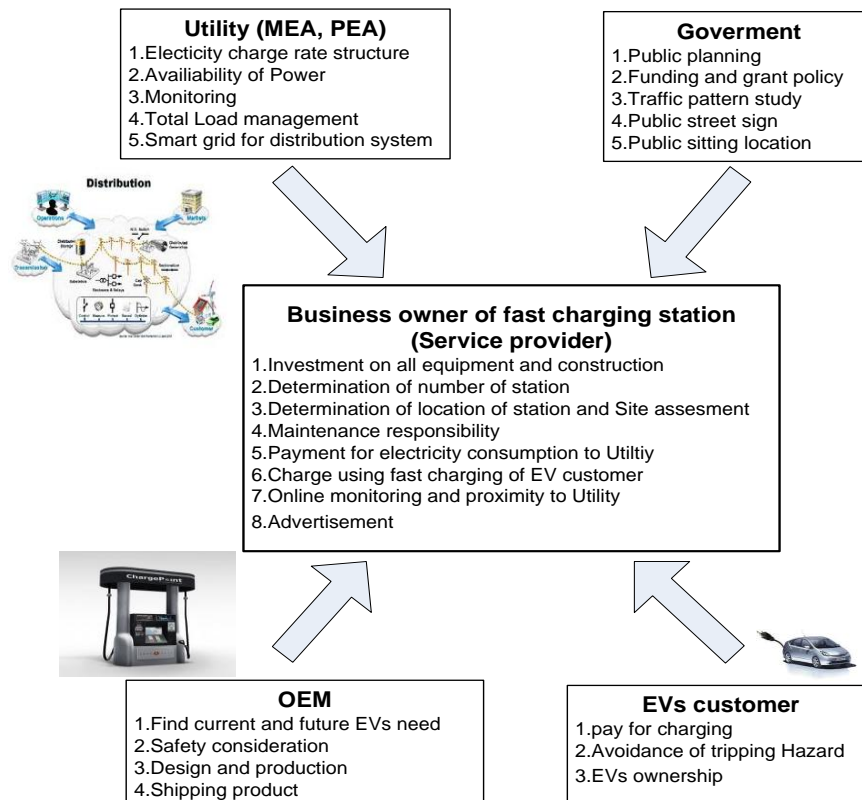 Utility (MEA, PEA)
1.Electicity charge rate structure
2.Availiability of Power
3.Monitoring
4.Total Load management
5.Smart grid for distribution system
Goverment
1.Public planning
2.Funding and grant policy
3.Traffic pattern study
4.Public street sign
5.Public sitting location
Distribution
Operations
Markets
Transmission
Customer
Business owner of fast charging station
(Service provider)
1.Investment on all equipment and construction
2.Determination of number of station
3.Determination of location of station and Site assesment
4.Maintenance responsibility
5.Payment for electricity consumption to Utiltiy
6.Charge using fast charging of EV customer
7.Online monitoring and proximity to Utility
8.Advertisement
ChargePoint
OEM
1.Find current and future EVs need
2.Safety consideration
3.Design and production
4.Shipping product
EVs customer
1.pay for charging
2.Avoidance of tripping Hazard
3.EVs ownership